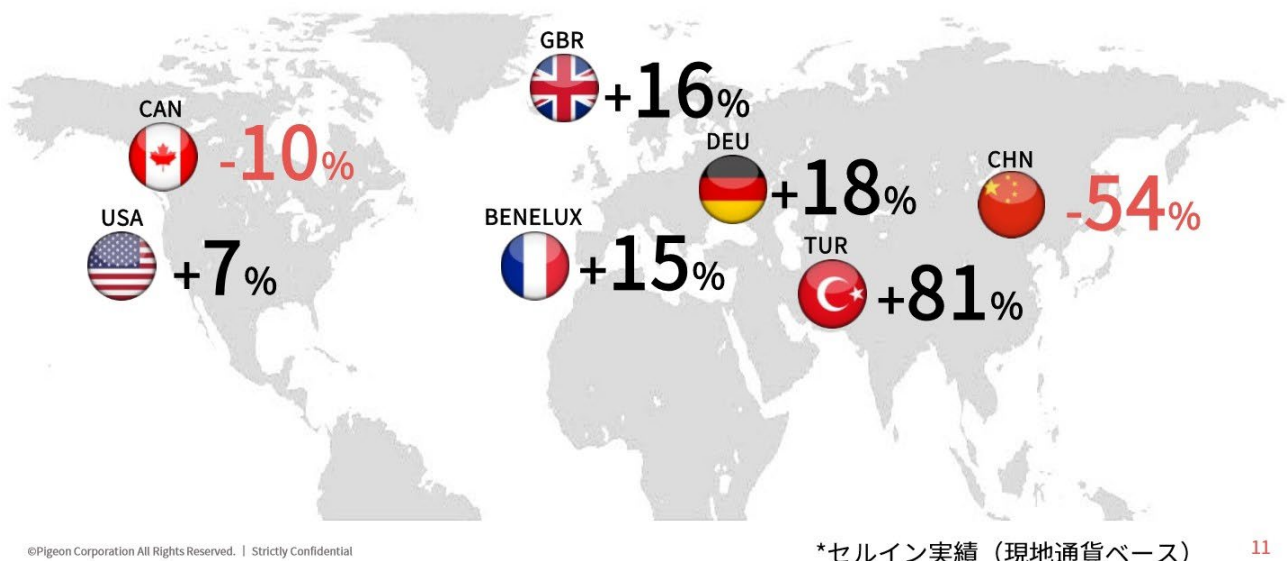 GBR
+16%
CAN
-10%
DEU
+18%
CHN
-54%
USA
+7%
BENELUX
+15%
TUR
+81%
©Pigeon Corporation All Rights Reserved. | Strictly Confidential
*セルイン実績（現地通貨ベース）
11